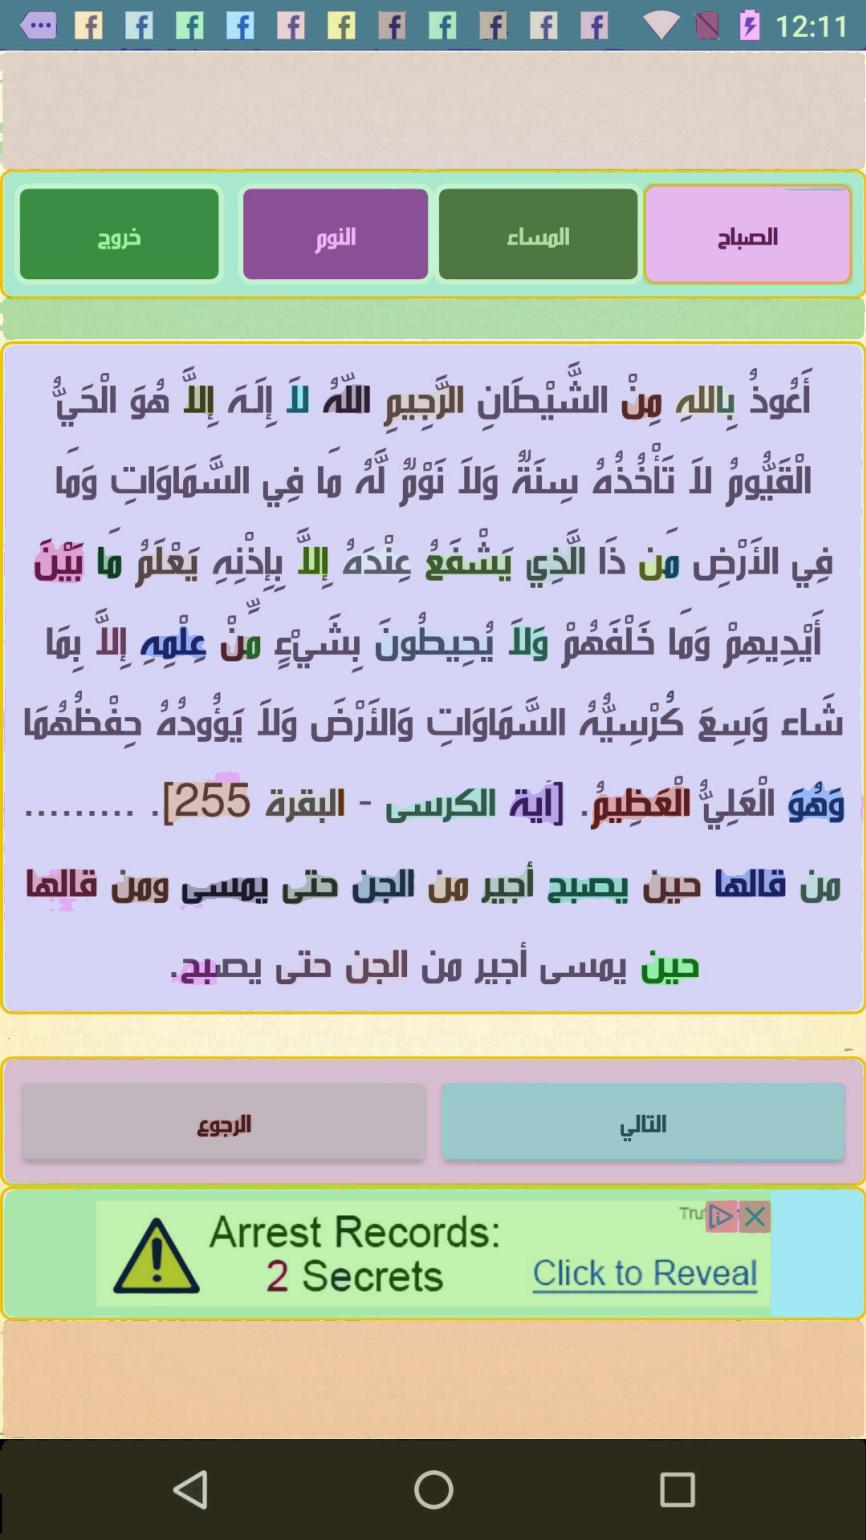 12:11
الصباح
المساء
النوم
خروج
أَعُوذُ بِاللهِ مِنْ الشَّيْطَانِ الرَّجِيمِ اللّهُ لاَ إِلَهَ إِلاَّ هُوَ الْحَيُّ
الْقَيُّومُ لاَ تَأْخُذُهُ سِنَةٌ وَلاَ نَوْمٌ لَّهُ مَا فِي السَّمَاوَاتِ وَمَا
فِي الأَرْضِ مَن ذَا الَّذِي يَشْفَعُ عِنْدَهُ إِلاَّ بِإِذْنِهِ يَعْلَمُ مَا بَيْنَ
أَيْدِيهِمْ وَمَا خَلْفَهُمْ وَلاَ يُحِيطُونَ بِشَيْءٍ مِّنْ عِلْمِهِ إِلاَّ بِمَا
شَاء وَسِعَ كُرْسِيُّهُ السَّمَاوَاتِ وَالأَرْضَ وَلاَ يَؤُودُهُ حِفْظُهُمَا
وَهُوَ الْعَلِيُّ الْعَظِيمُ. [آية الكرسى - البقرة 255]. .........
من قالها حين يصبح أجير من الجن حتى يمسى ومن قالها
حين يمسى أجير من الجن حتى يصبح.
التالي
الرجوع
Arrest Records:
2 Secrets
Click to Reveal